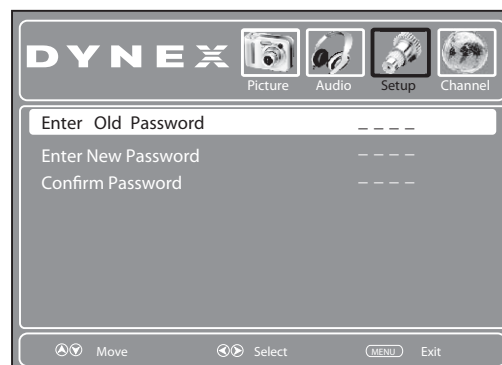 DYNEX
Picture Audio Setup Channel
Enter Old Password _ _ _ _
Enter New Password _ _ _ _
Confirm Password _ _ _ _
Move Select MENU Exit